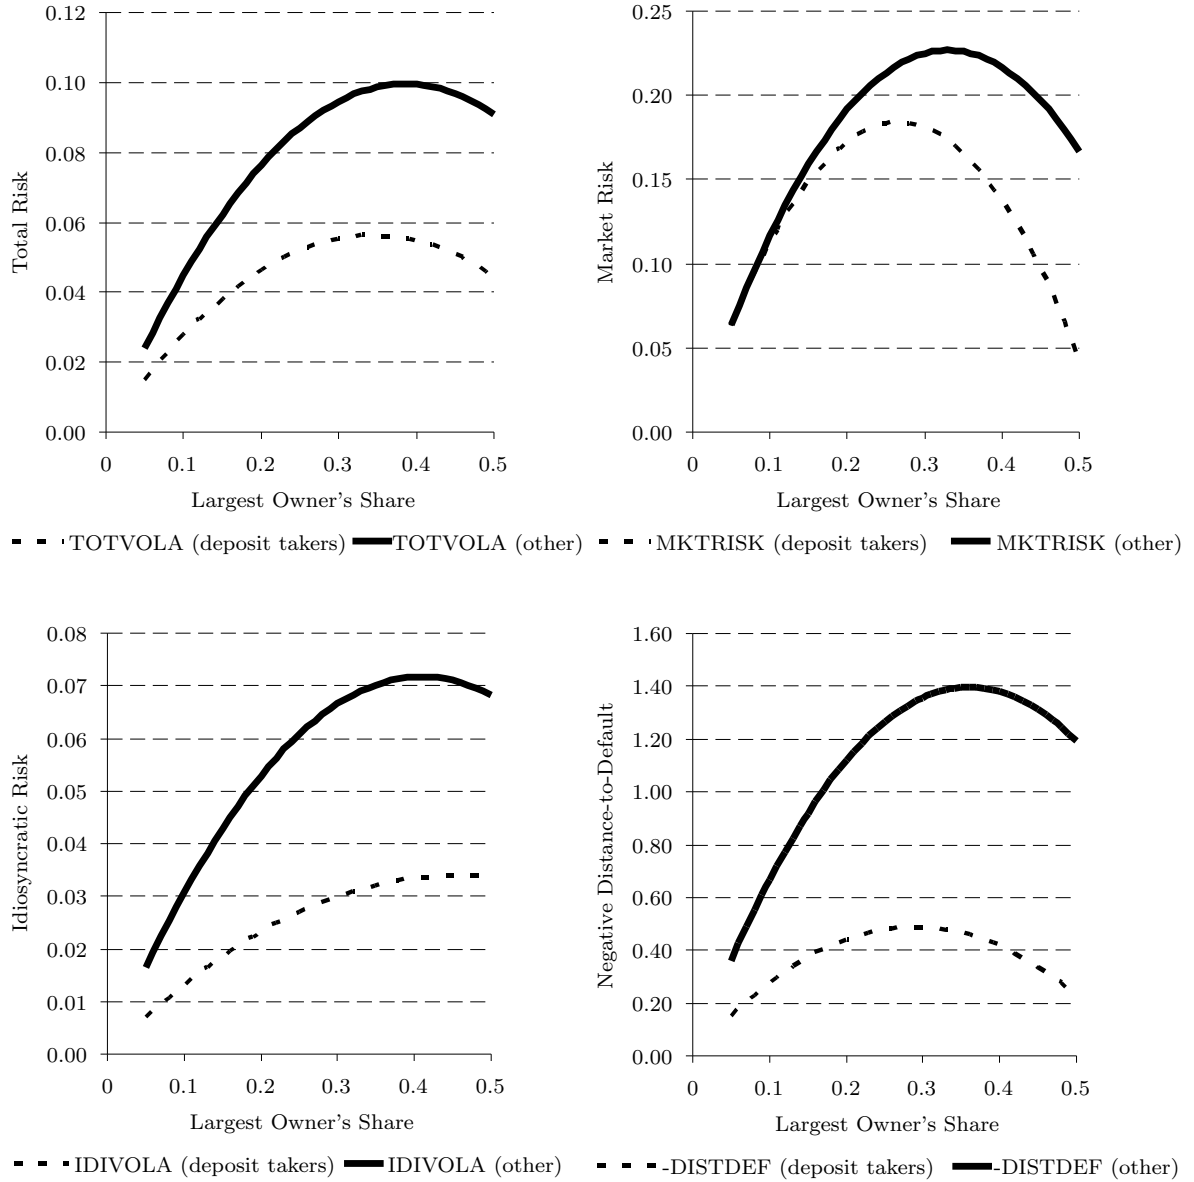 0.12
0.10
0.08
0.06
0.04
0.02
0.00
Total Risk
0 0.1 0.2 0.3 0.4 0.5
Largest Owner's Share
TOTVOLA (deposit takers) TOTVOLA (other)
0.25
0.20
0.15
0.10
0.05
0.00
Market Risk
0 0.1 0.2 0.3 0.4 0.5
Largest Owner's Share
MKTRISK (deposit takers) MKTRISK (other)
0.08
0.07
0.06
0.05
0.04
0.03
0.02
0.01
0.00
Idiosyncratic Risk
0 0.1 0.2 0.3 0.4 0.5
Largest Owner's Share
IDIVOLA (deposit takers) IDIVOLA (other)
1.60
1.40
1.20
1.00
0.80
0.60
0.40
0.20
0.00
Negative Distance-to-Default
0 0.1 0.2 0.3 0.4 0.5
Largest Owner's Share
-DISTDEF (deposit takers) -DISTDEF (other)